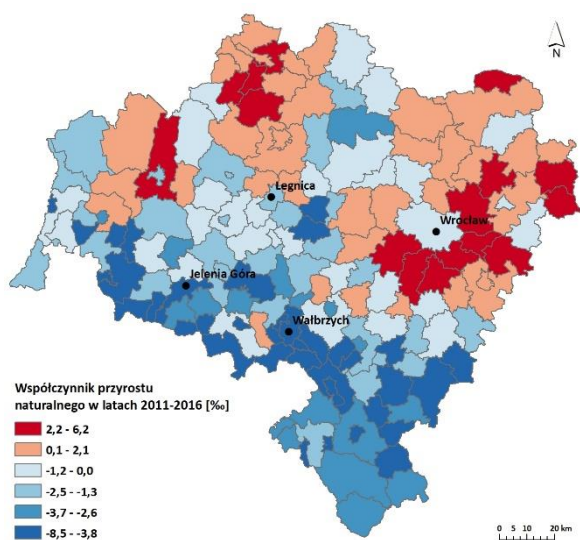 N
Legnica
Wrocław
Jelenia Góra
Wałbrzych
Współczynnik przyrostu
naturalnego w latach 2011-2016 [‰]
2,2 - 6,2
0,1 - 2,1
-1,2 - 0,0
-2,5 - -1,3
-3,7 - -2,6
-8,5 - -3,8
0 5 10 20 km